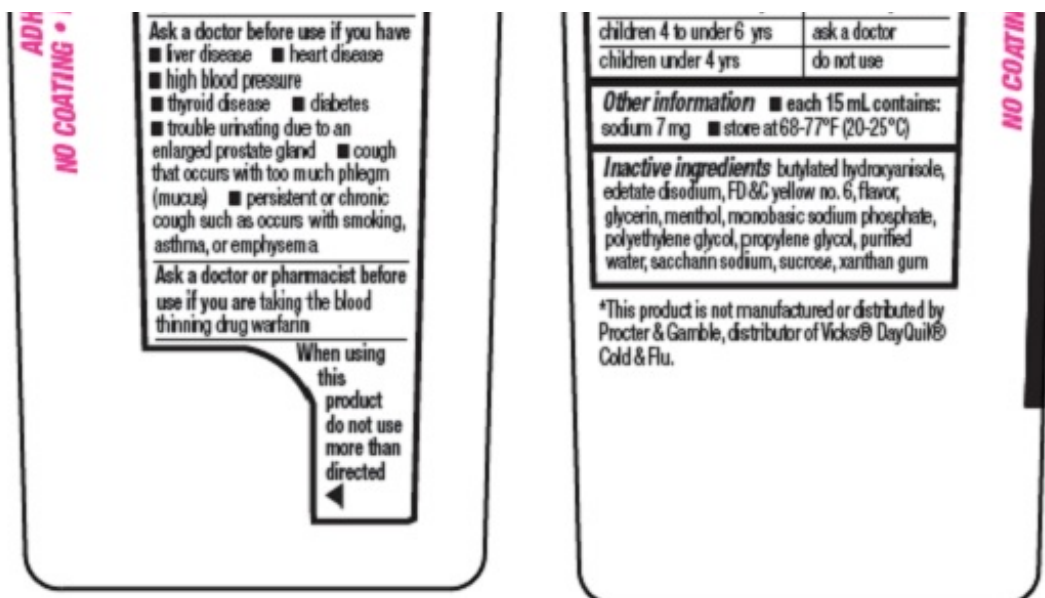 ADH
NO COATING •
Ask a doctor before use if you have
■ liver disease ■ heart disease
■ high blood pressure
■ thyroid disease ■ diabetes
■ trouble urinating due to an
enlarged prostate gland ■ cough
that occurs with too much phlegm
(mucus) ■ persistent or chronic
cough such as occurs with smoking,
asthma, or emphysema
Ask a doctor or pharmacist before
use if you are taking the blood
thinning drug warfarin
When using
this
product
do not use
more than
directed
children 4 to under 6 yrs ask a doctor
children under 4 yrs do not use
Other information ■ each 15 mL contains:
sodium 7 mg ■ store at 68-77°F (20-25°C)
Inactive ingredients butylated hydroxyanisole,
edetate disodium, FD&C yellow no. 6, flavor,
glycerin, menthol, monobasic sodium phosphate,
polyethylene glycol, propylene glycol, purified
water, saccharin sodium, sucrose, xanthan gum
*This product is not manufactured or distributed by
Procter & Gamble, distributor of Vicks® DayQuil®
Cold & Flu.
NO COATIN